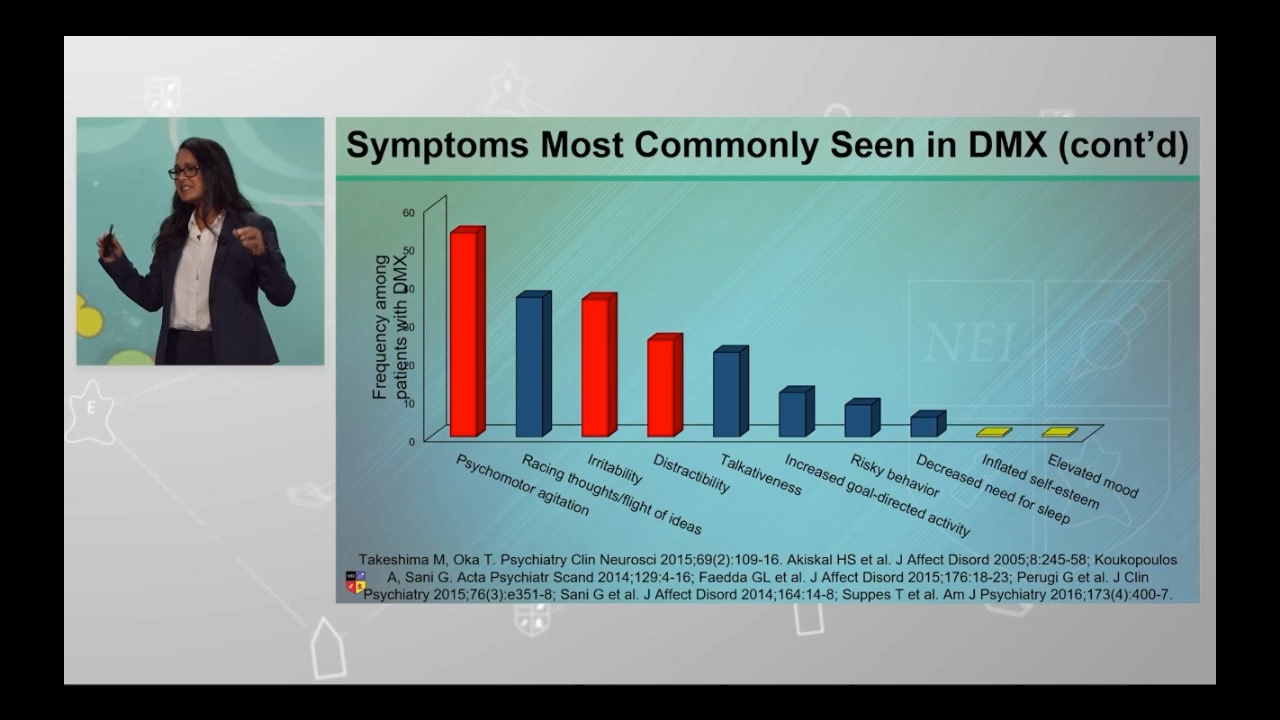 Symptoms Most Commonly Seen in DMX (cont'd)
Frequency among
patients with DMX
60
50
40
30
20
10
0
Psychomotor agitation
Racing thoughts/flight of ideas
Irritability
Distractibility
Talkativeness
Increased goal-directed activity
Risky behavior
Decreased need for sleep
Inflated self-esteem
Elevated mood
NEI
Takeshima M, Oka T. Psychiatry Clin Neurosci 2015;69(2):109-16. Akiskal HS et al. J Affect Disord 2005;8:245-58; Koukopoulos
A, Sani G. Acta Psychiatr Scand 2014;129:4-16; Faedda GL et al. J Affect Disord 2015;176:18-23; Perugi G et al. J Clin
Psychiatry 2015;76(3):e351-8; Sani G et al. J Affect Disord 2014;164:14-8; Suppes T et al. Am J Psychiatry 2016;173(4):400-7.
E